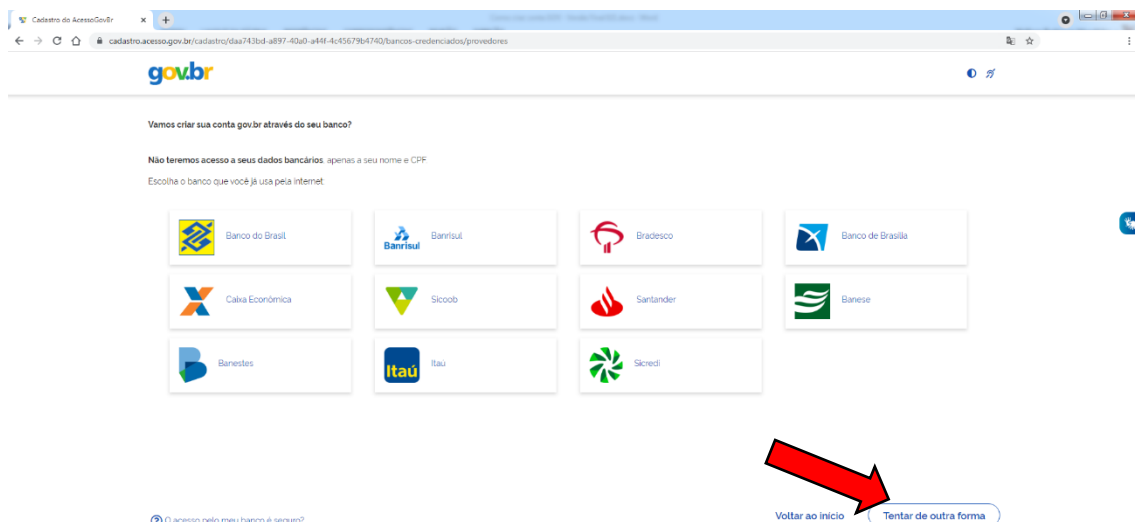 Cadastro do AcessoGovBr
cadastro.acesso.gov.br/cadastro/daa743bd-a897-40a0-a44f-4c45679b4740/bancos-credenciados/provedores
gov.br
Vamos criar sua conta gov.br através do seu banco?
Não teremos acesso a seus dados bancários, apenas a seu nome e CPF
Escolha o banco que você já usa pela internet
Banco do Brasil
Banrisul Banrisul
Bradesco
Banco de Brasília
Caixa Econômica
Sicoob
Santander
Banese
Banestes
Itaú Itaú
Sicredi
O acesso pelo meu banco é seguro?
Voltar ao início
Tentar de outra forma